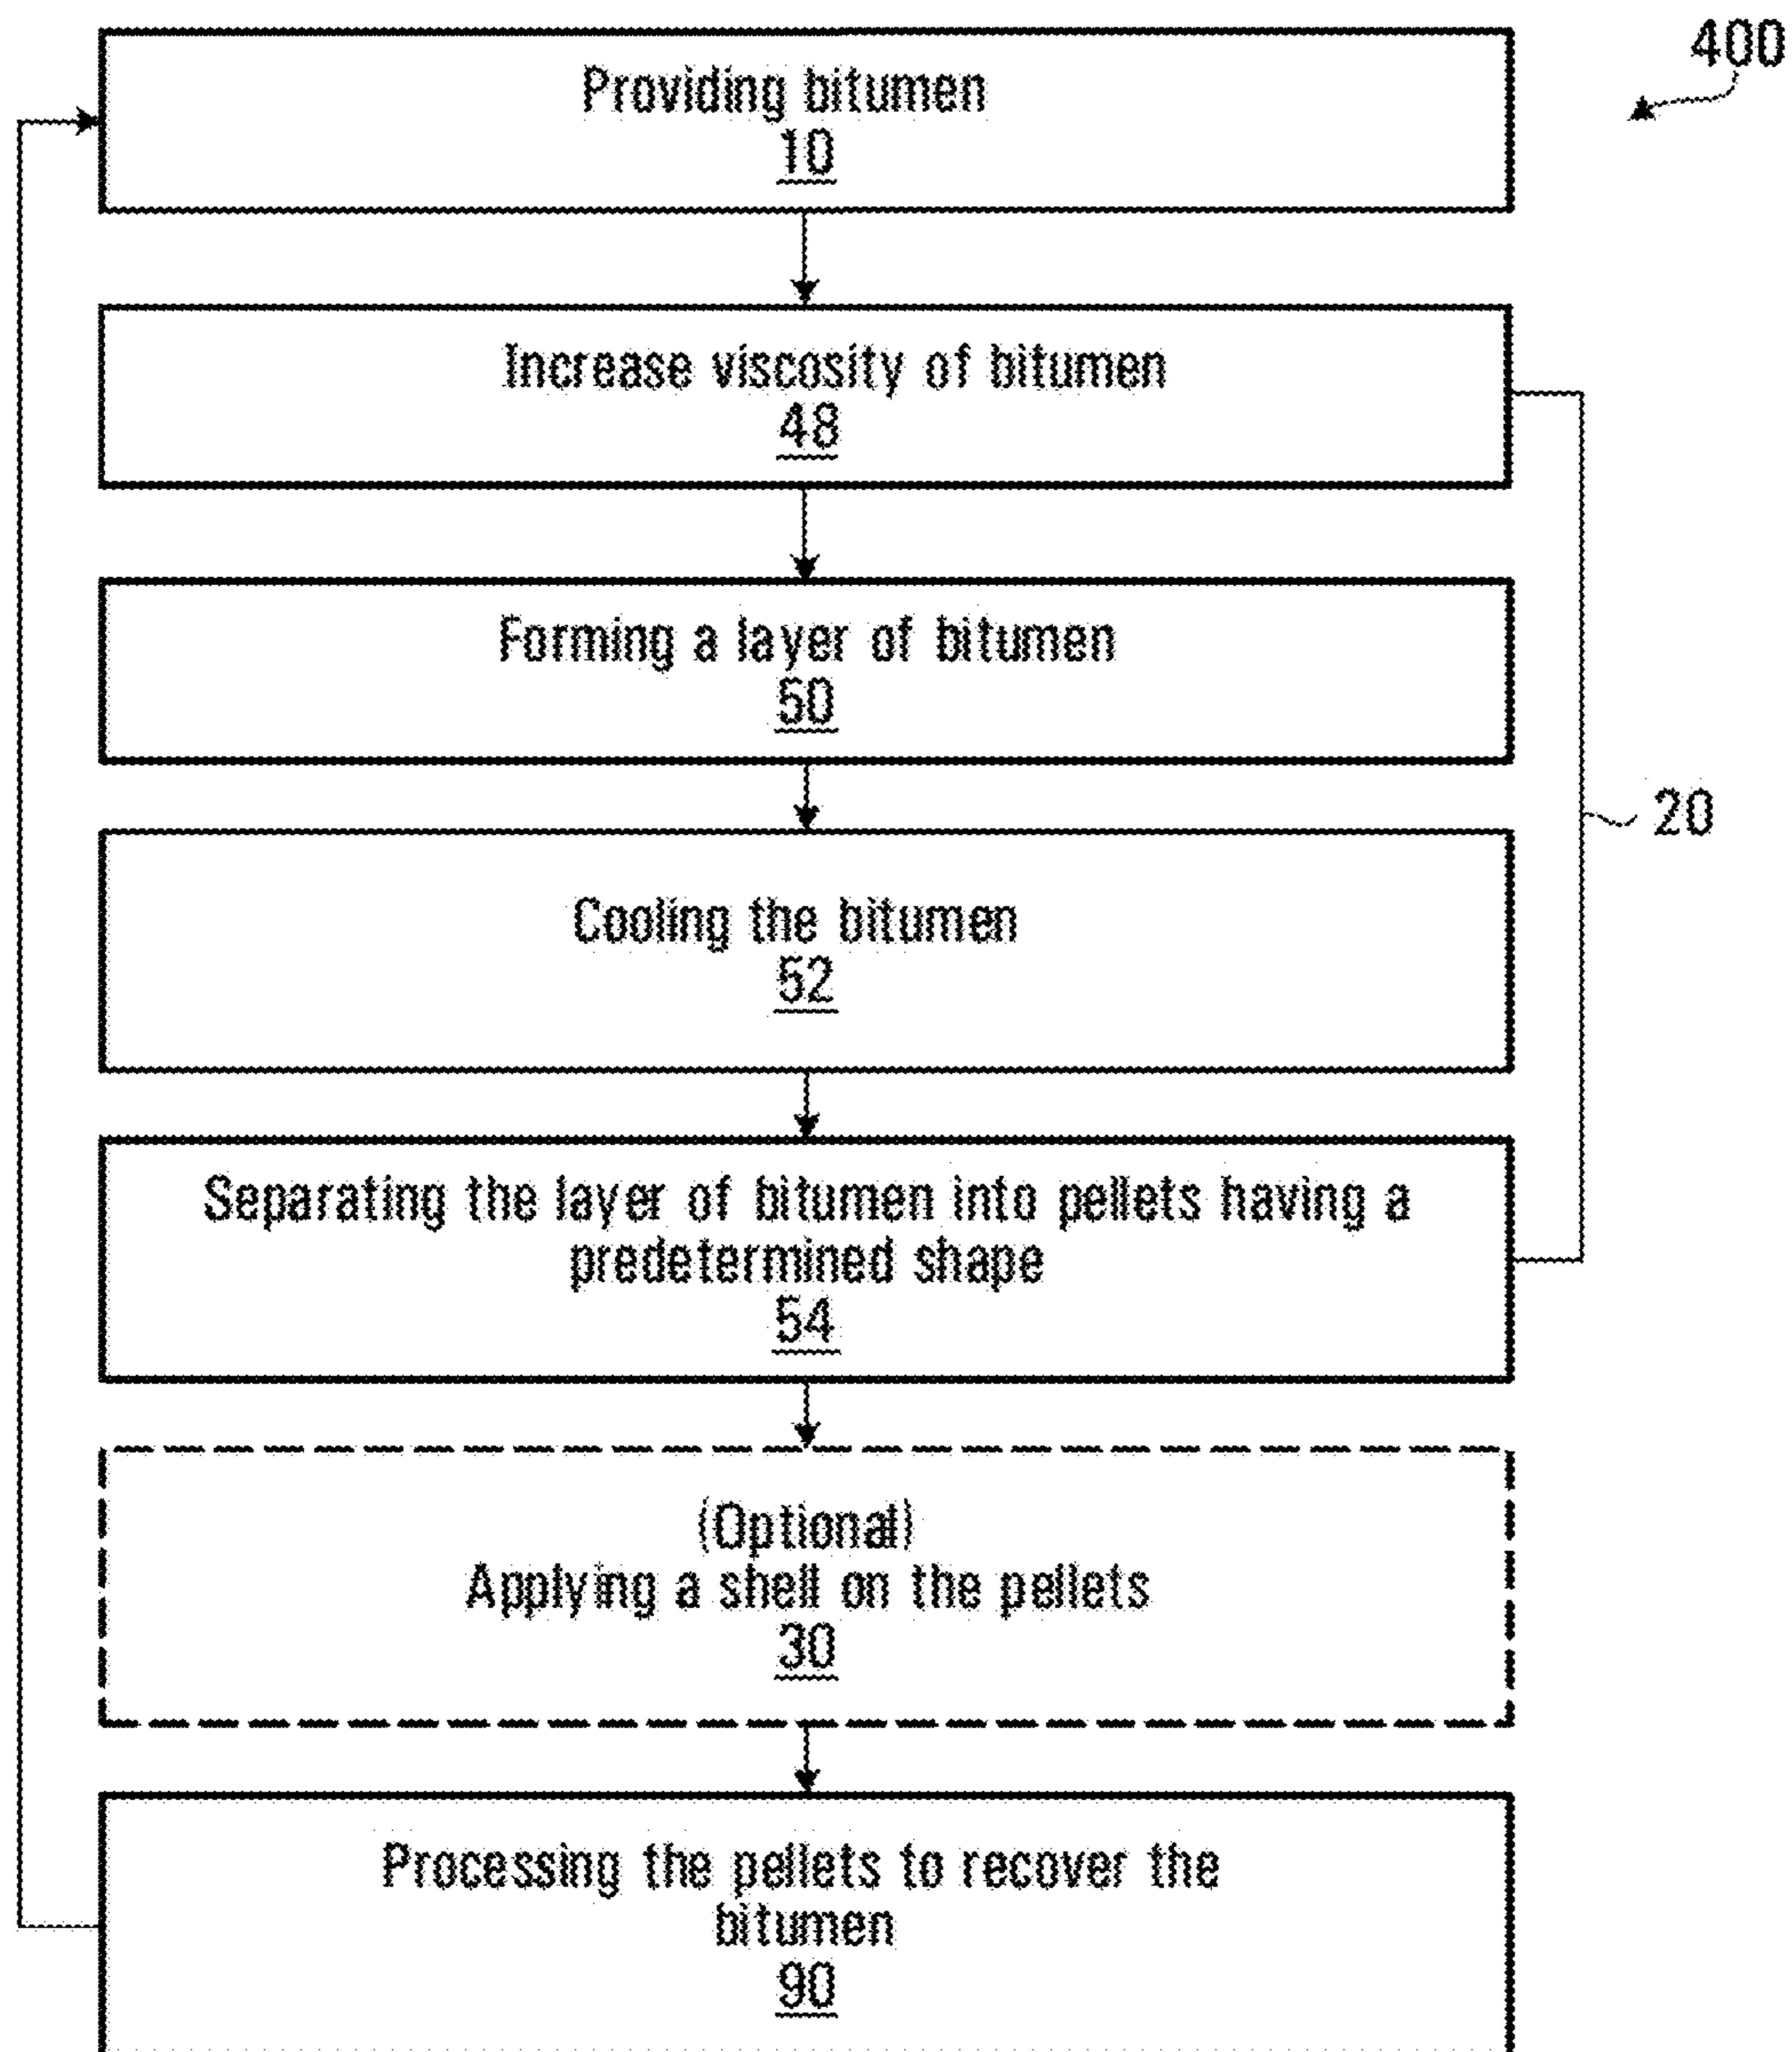 400
Providing bitumen
10
Increase viscosity of bitumen
48
Forming a layer of bitumen
50
20
Cooling the bitumen
52
Separating the layer of bitumen into pellets having a
predetermined shape
54
(Optional)
Applying a shell on the pellets
30
Processing the pellets to recover the
bitumen
90